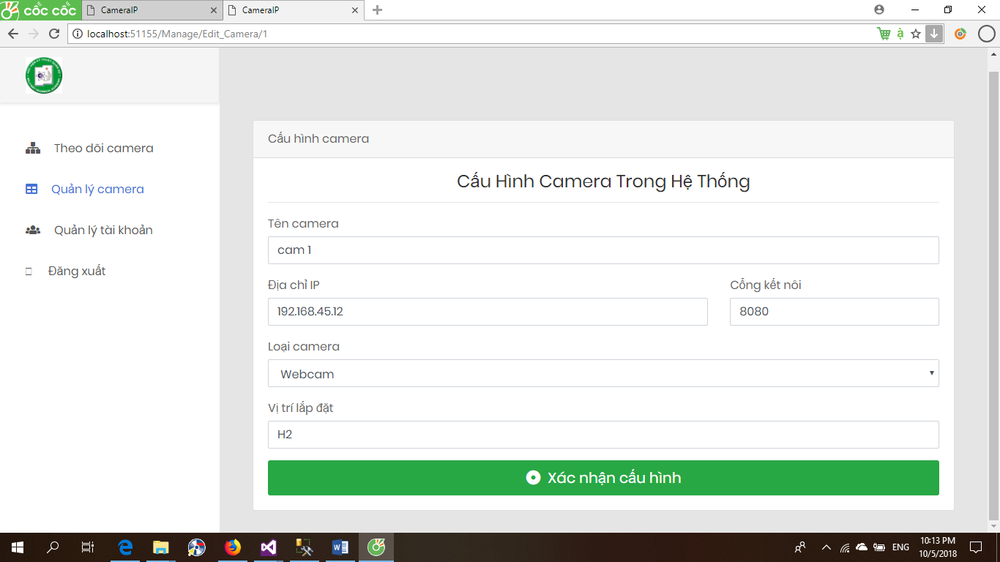 cốc cốc CameraIP CameraIP
localhost:51155/Manage/Edit_Camera/1
Cấu hình camera
Theo dõi camera
Quản lý camera
Quản lý tài khoản
Đăng xuất
Cấu Hình Camera Trong Hệ Thống
Tên camera
cam 1
Địa chỉ IP Cổng kết nôi
192.168.45.12 8080
Loại camera
Webcam
Vị trí lắp đặt
H2
Xác nhận cấu hình
ENG 10:13 PM
10/5/2018